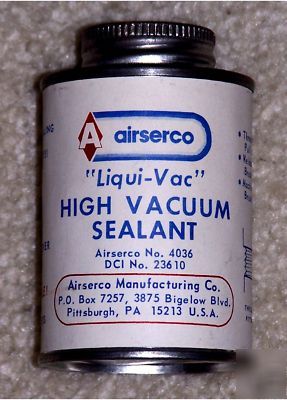 A airserco
"Liqui-Vac"
HIGH VACUUM
SEALANT
Airserco No. 4036
DCI No. 23610
Airserco Manufacturing Co.
P.O. Box 7257, 3875 Bigelow Blvd.
Pittsburgh, PA 15213 U.S.A.